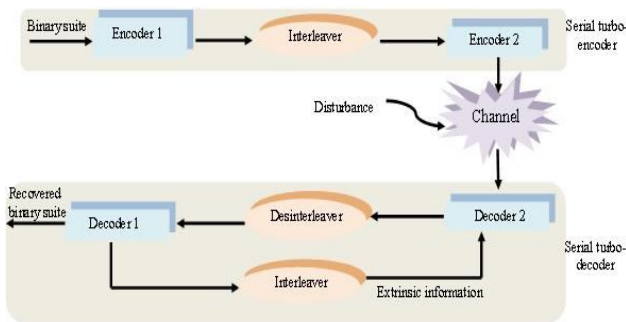 Binary suite
Encoder 1
Interleaver
Encoder 2
Serial turbo-
encoder
Disturbance
Channel
Recovered
binary suite
Decoder 1
Desinterleaver
Decoder 2
Serial turbo-
decoder
Interleaver
Extrinsic information